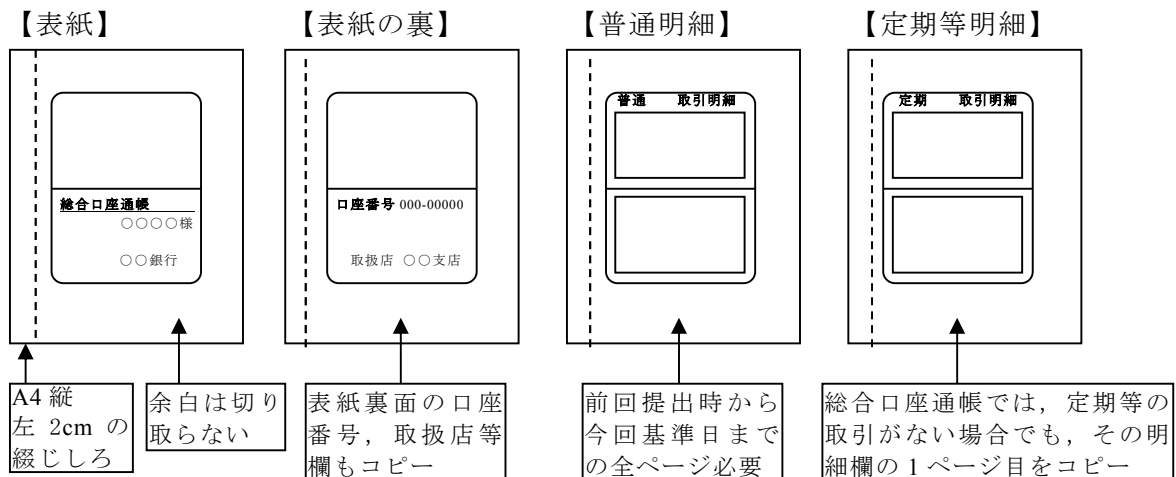 【表紙】
【表紙の裏】
【普通明細】
【定期等明細】
総合口座通帳
○○○○様
○○銀行
口座番号 000-00000
取扱店 ○○支店
普通 取引明細
定期 取引明細
A4 縦
左 2cm の
綴じしろ
余白は切り
取らない
表紙裏面の口座
番号，取扱店等
欄もコピー
前回提出時から
今回基準日まで
の全ページ必要
総合口座通帳では，定期等の
取引がない場合でも，その明
細欄の 1 ページ目をコピー